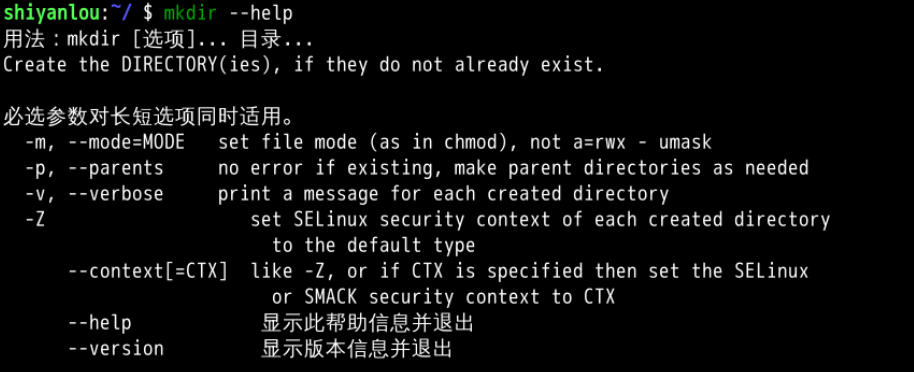 shiyanlou:~/ $ mkdir --help
用法：mkdir [选项]... 目录...
Create the DIRECTORY(ies), if they do not already exist.
必选参数对长短选项同时适用。
-m, --mode=MODE set file mode (as in chmod), not a=rwx - umask
-p, --parents no error if existing, make parent directories as needed
-v, --verbose print a message for each created directory
-Z set SELinux security context of each created directory
to the default type
--context[=CTX] like -Z, or if CTX is specified then set the SELinux
or SMACK security context to CTX
--help 显示此帮助信息并退出
--version 显示版本信息并退出